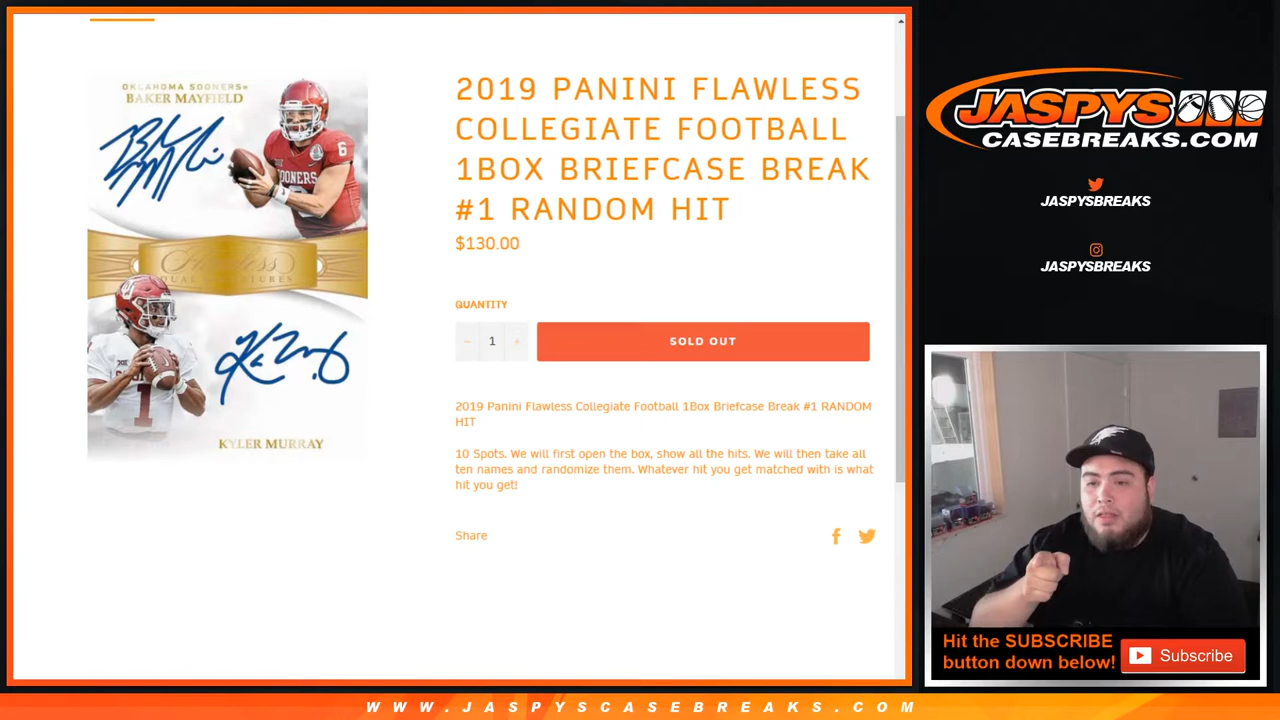 OKLAHOMA SOONERS
BAKER MAYFIELD
6
SOONERS
Flawless
1
KYLER MURRAY
2019 PANINI FLAWLESS
COLLEGIATE FOOTBALL
1BOX BRIEFCASE BREAK
#1 RANDOM HIT
$130.00
QUANTITY
− 1 +
SOLD OUT
2019 Panini Flawless Collegiate Football 1Box Briefcase Break #1 RANDOM
HIT
10 Spots. We will first open the box, show all the hits. We will then take all
ten names and randomize them. Whatever hit you get matched with is what
hit you get!
Share
JASPYS
CASEBREAKS.COM
JASPYSBREAKS
JASPYSBREAKS
Hit the SUBSCRIBE
button down below!
Subscribe
WWW.JASPYSCASEBREAKS.COM